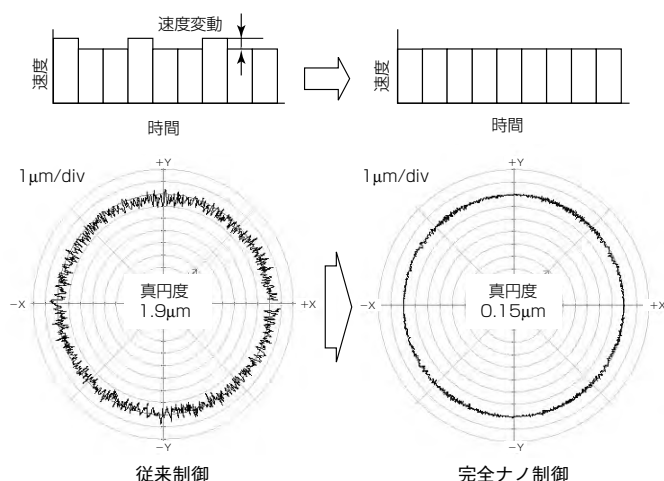 速度変動
速度
時間
速度
時間
1μm/div
+Y
-X
+X
-Y
真円度
1.9μm
従来制御
1μm/div
+Y
-X
+X
-Y
真円度
0.15μm
完全ナノ制御